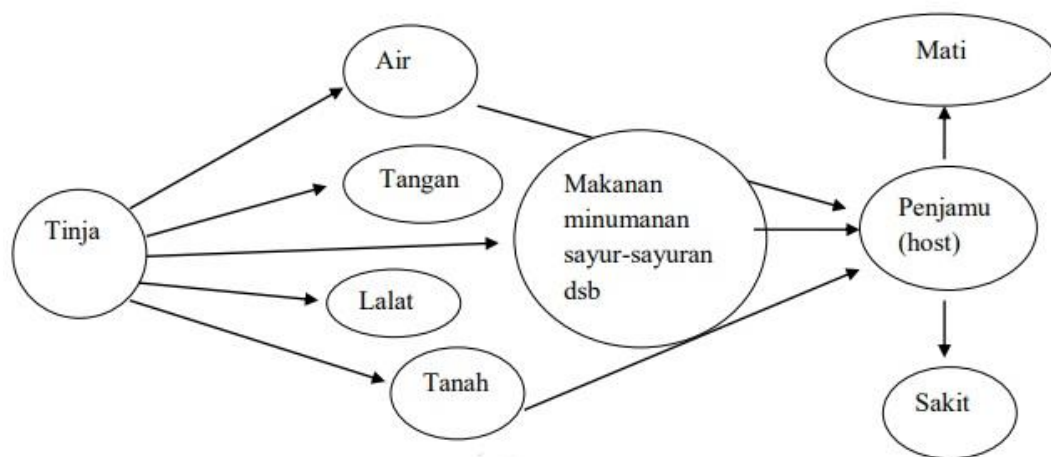 Air
Mati
Tangan
Tinja
Makanan
minumanan
sayur-sayuran
dsb
Penjamu
(host)
Lalat
Tanah
Sakit